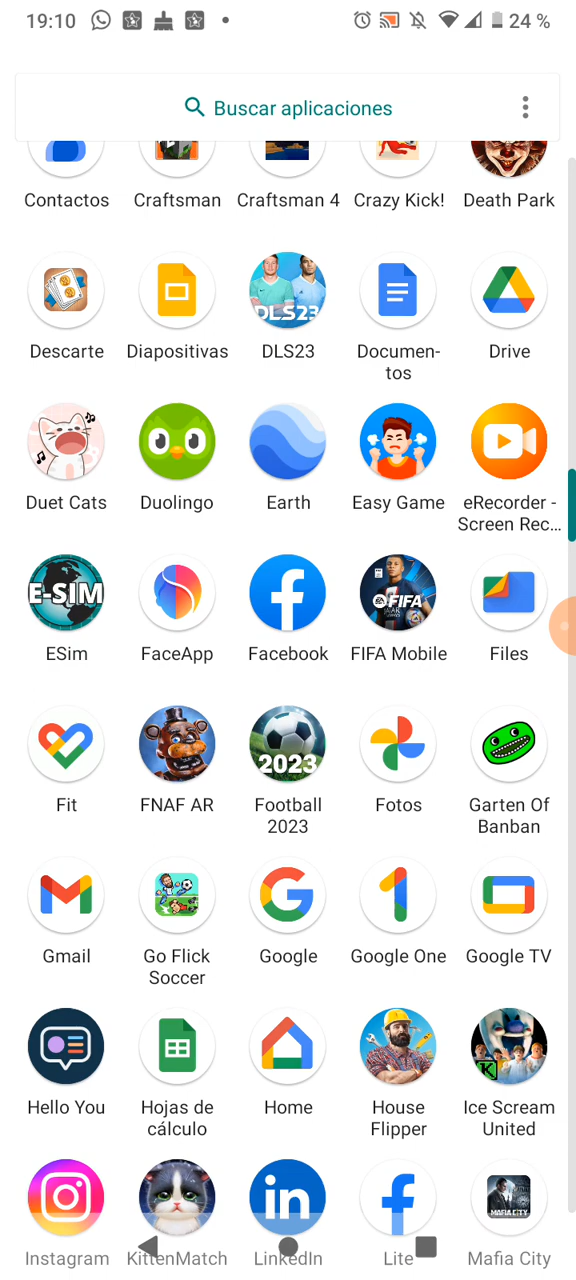 19:10
24 %
Buscar aplicaciones
Contactos
Craftsman
Craftsman 4
Crazy Kick!
Death Park
DLS23
Descarte
Diapositivas
DLS23
Documen-
tos
Drive
Duet Cats
Duolingo
Earth
Easy Game
eRecorder -
Screen Rec...
E-SIM
FIFA
ESim
FaceApp
Facebook
FIFA Mobile
Files
2023
Fit
FNAF AR
Football
2023
Fotos
Garten Of
Banban
Gmail
Go Flick
Soccer
Google
Google One
Google TV
Hello You
Hojas de
cálculo
Home
House
Flipper
K
Ice Scream
United
in
MAFIA CITY
Instagram
KittenMatch
LinkedIn
Lite
Mafia City